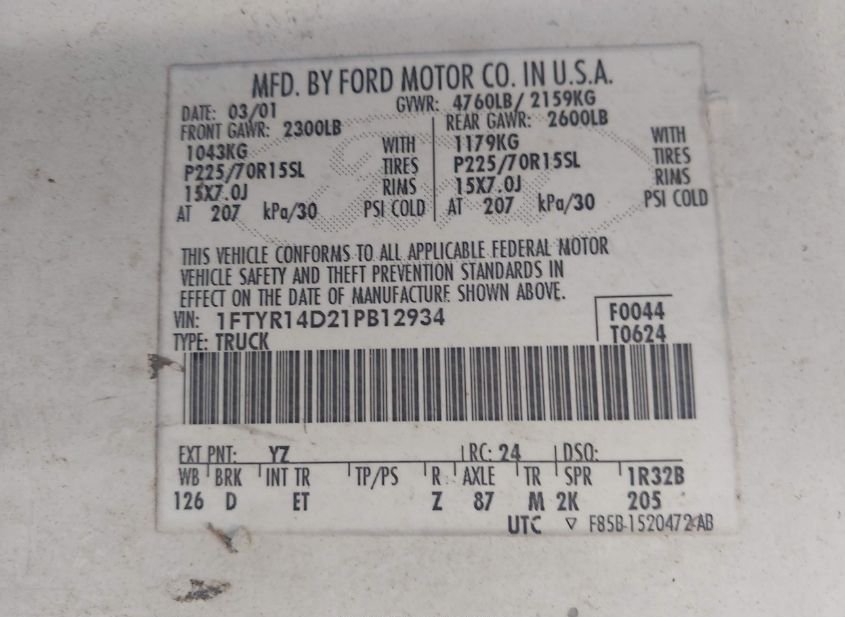 MFD. BY FORD MOTOR CO. IN U.S.A.
DATE: 03/01 GVWR: 4760LB/ 2159KG
FRONT GAWR: 2300LB REAR GAWR: 2600LB
1043KG WITH 1179KG WITH
P225/70R15SL TIRES P225/70R15SL TIRES
15X7.0J RIMS 15X7.0J RIMS
AT 207 kPa/30 PSI COLD AT 207 kPa/30 PSI COLD
THIS VEHICLE CONFORMS TO ALL APPLICABLE FEDERAL MOTOR
VEHICLE SAFETY AND THEFT PREVENTION STANDARDS IN
EFFECT ON THE DATE OF MANUFACTURE SHOWN ABOVE.
VIN: 1FTYR14D21PB12934 F0044
TYPE: TRUCK T0624
EXT PNT: YZ RC: 24 DSO:
WB BRK INT TR TP/PS R AXLE TR SPR 1R32B
126 D ET Z 87 M 2K 205
UTC ▽ F85B-1520472-AB